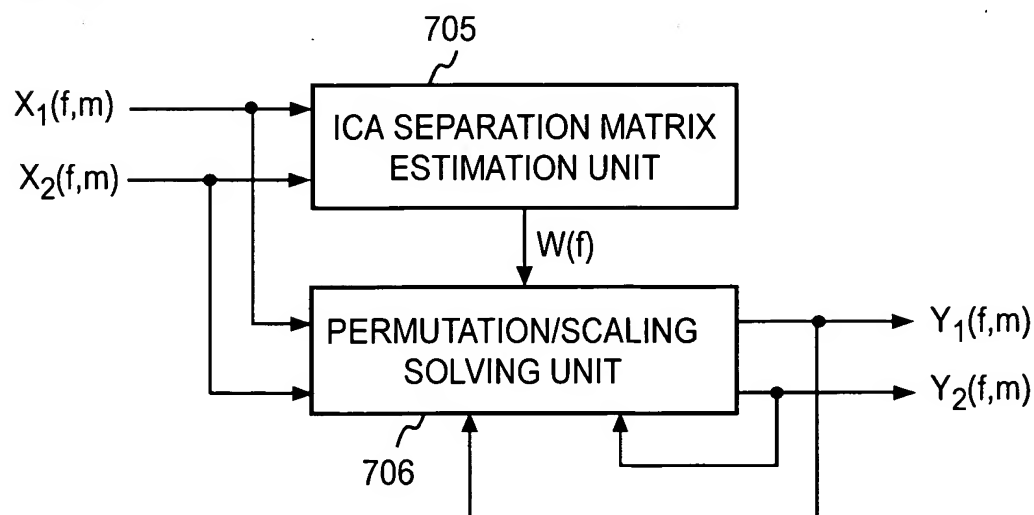 705
X1(f,m)
ICA SEPARATION MATRIX
ESTIMATION UNIT
X2(f,m)
W(f)
PERMUTATION/SCALING
SOLVING UNIT
Y1(f,m)
Y2(f,m)
706